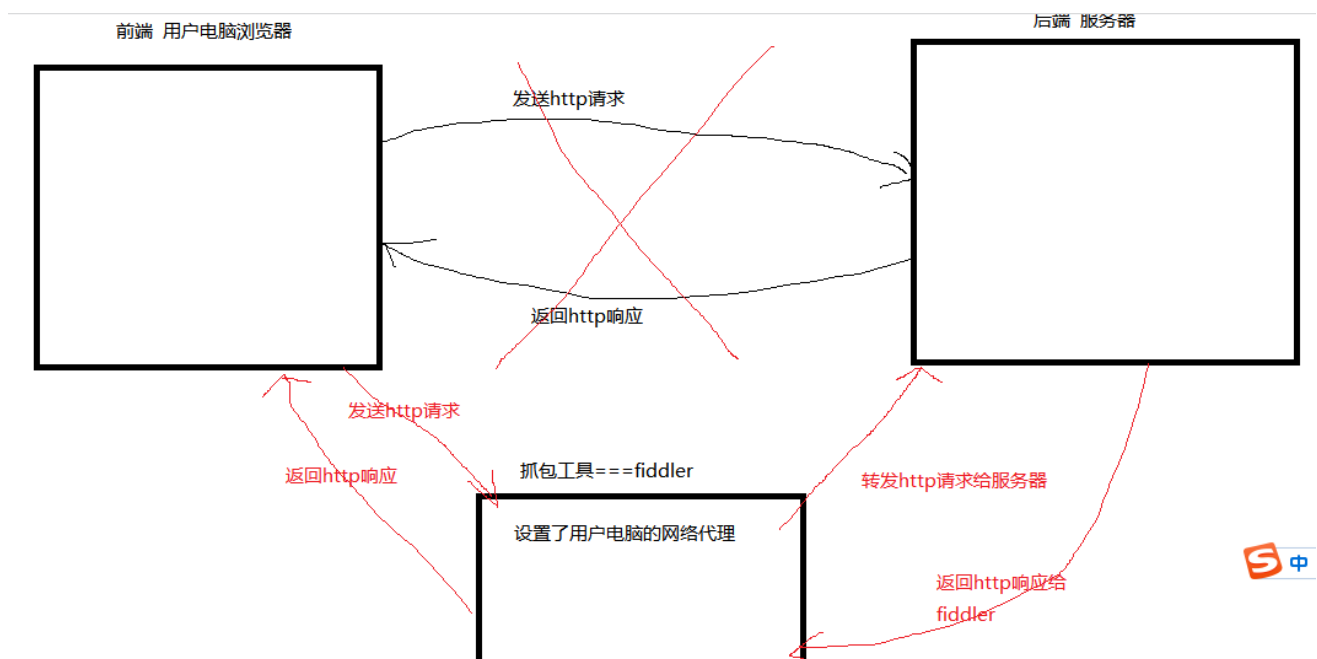 前端 用户电脑浏览器
后端 服务器
发送http请求
返回http响应
发送http请求
返回http响应
抓包工具===fiddler
设置了用户电脑的网络代理
转发http请求给服务器
返回http响应给
fiddler
中